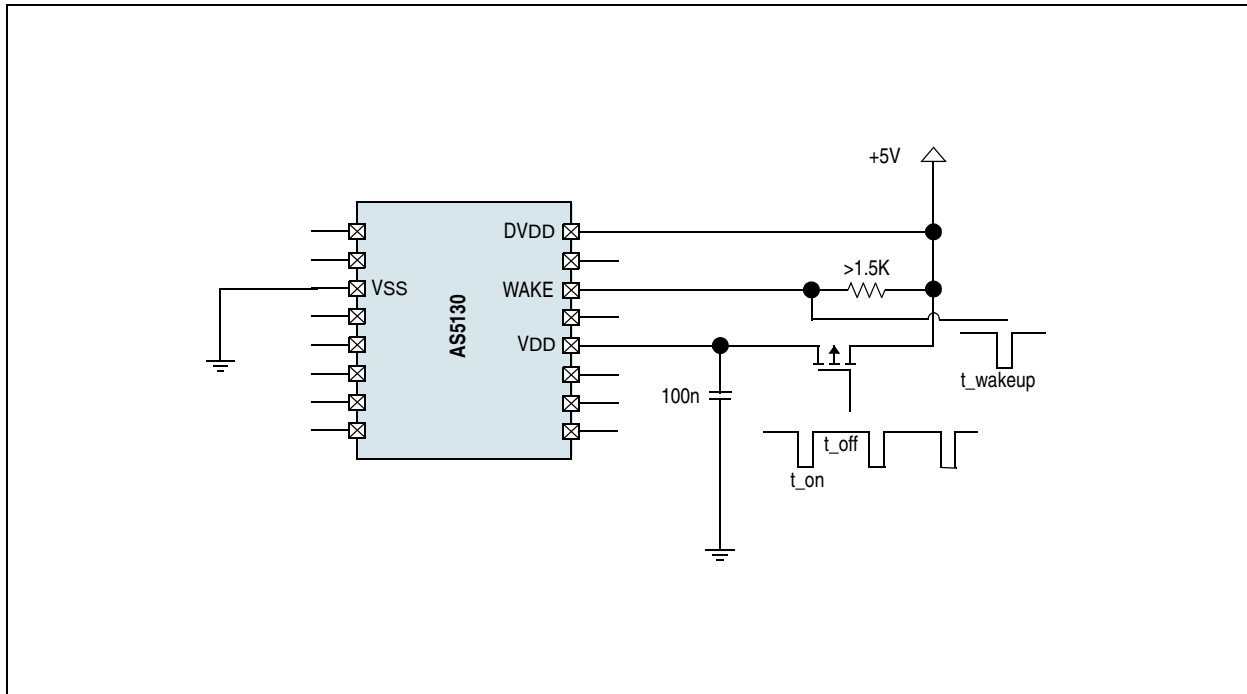 +5V
DVDD
>1.5K
VSS
WAKE
AS5130
VDD
t_wakeup
100n
t_off
t_on